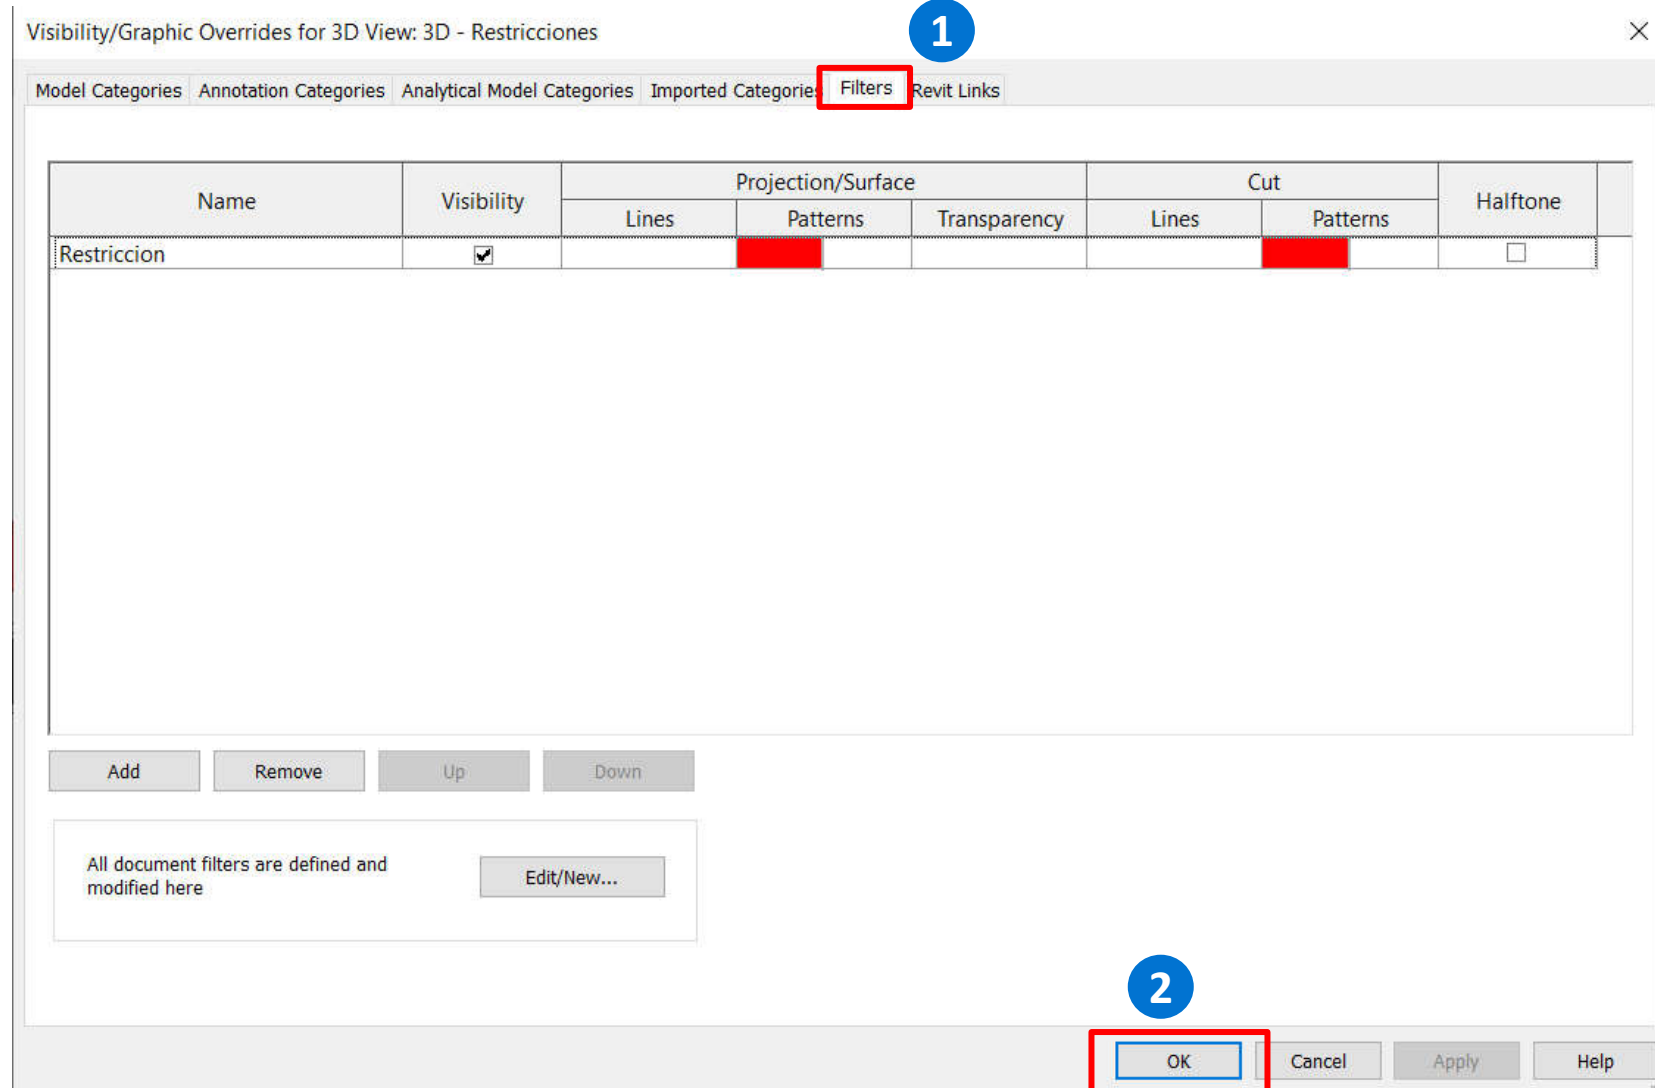 1
Visibility/Graphic Overrides for 3D View: 3D - Restricciones
Model Categories Annotation Categories Analytical Model Categories Imported Categories Filters Revit Links
Name Visibility Projection/Surface Cut Halftone
Lines Patterns Transparency Lines Patterns
Restriccion
Add Remove Up Down
All document filters are defined and
modified here
Edit/New...
2
OK Cancel Apply Help